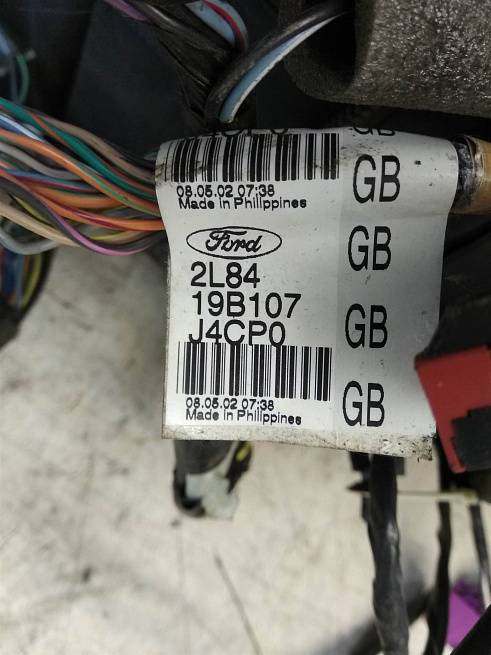 J4CP0 GB
08.05.02 07:38
Made in Philippines
GB
Ford
GB
2L84
19B107
J4CP0
GB
08.05.02 07:38
Made in Philippines
GB